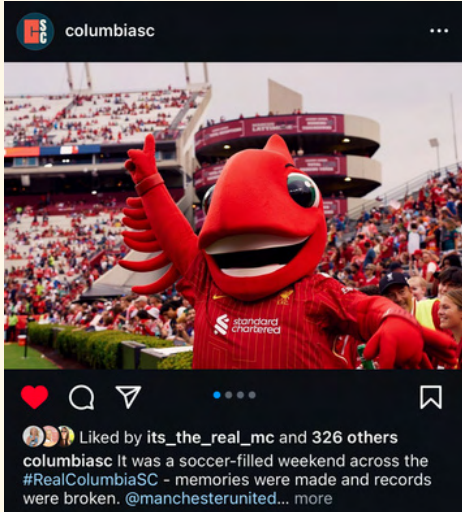 C S C
columbiasc
standard
chartered
Liked by its_the_real_mc and 326 others
columbiasc It was a soccer-filled weekend across the
#RealColumbiaSC - memories were made and records
were broken. @manchesterunited... more